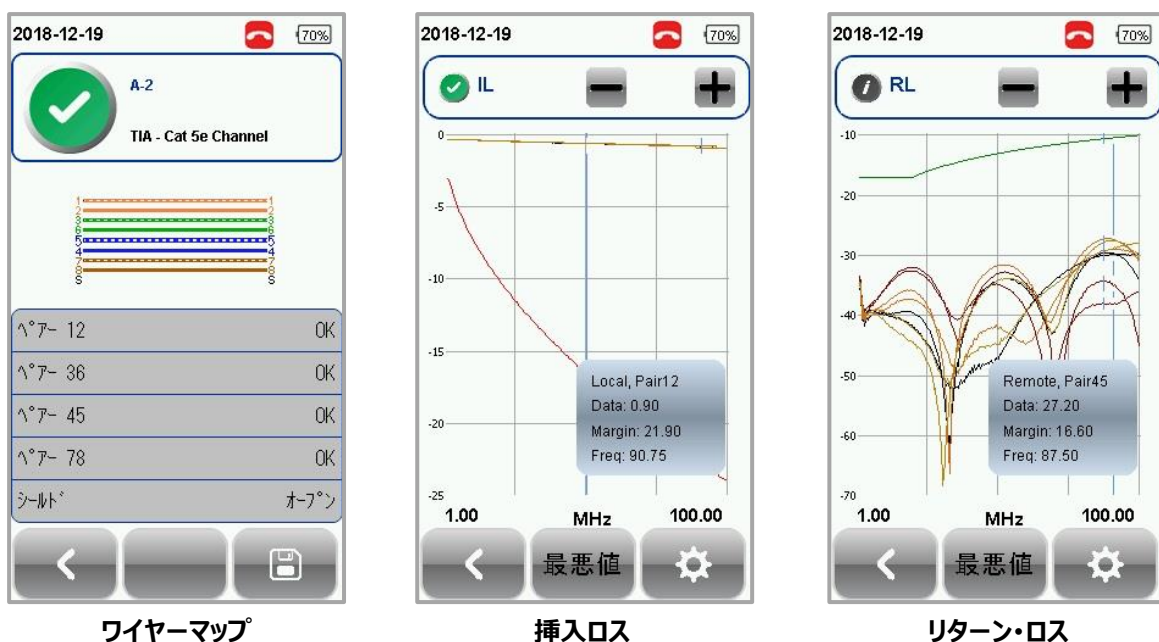 2018-12-19
70%
A-2
TIA - Cat 5e Channel
1 1
2 2
3 3
6 6
5 5
4 4
7 7
8 8
S S
ﾍﾟｱｰ 12 OK
ﾍﾟｱｰ 36 OK
ﾍﾟｱｰ 45 OK
ﾍﾟｱｰ 78 OK
ｼｰﾙﾄﾞ ｵｰﾌﾟﾝ
ワイヤーマップ
2018-12-19
70%
IL
0
-5
-10
-15
-20
-25
Local, Pair12
Data: 0.90
Margin: 21.90
Freq: 90.75
1.00 MHz 100.00
最悪値
挿入ロス
2018-12-19
70%
RL
-10
-20
-30
-40
-50
-60
-70
Remote, Pair45
Data: 27.20
Margin: 16.60
Freq: 87.50
1.00 MHz 100.00
最悪値
リターン・ロス